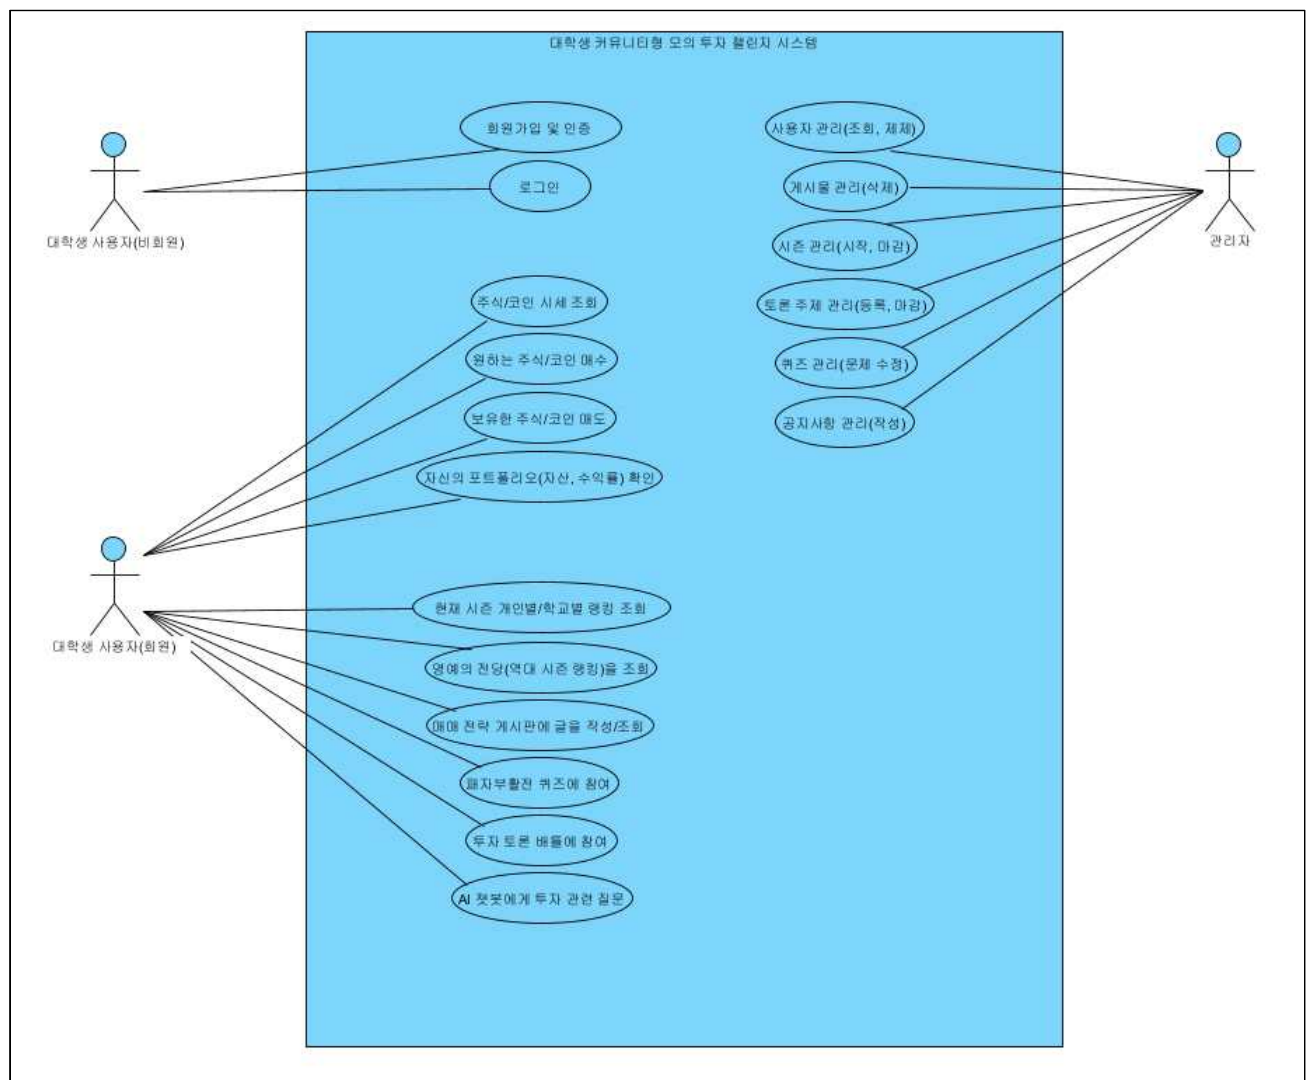 대학생 커뮤니티형 모의 투자 챌린지 시스템
회원가입 및 인증
로그인
대학생 사용자(비회원)
주식/코인 시세 조회
원하는 주식/코인 매수
보유한 주식/코인 매도
자신의 포트폴리오(자산, 수익률) 확인
대학생 사용자(회원)
현재 시즌 개인별/학교별 랭킹 조회
명예의 전당(역대 시즌 랭킹)을 조회
매매 전략 게시판에 글을 작성/조회
패자부활전 퀴즈에 참여
투자 토론 배틀에 참여
AI 챗봇에게 투자 관련 질문
사용자 관리(조회, 제제)
게시물 관리(삭제)
시즌 관리(시작, 마감)
토론 주제 관리(등록, 마감)
퀴즈 관리(문제 수정)
공지사항 관리(작성)
관리자